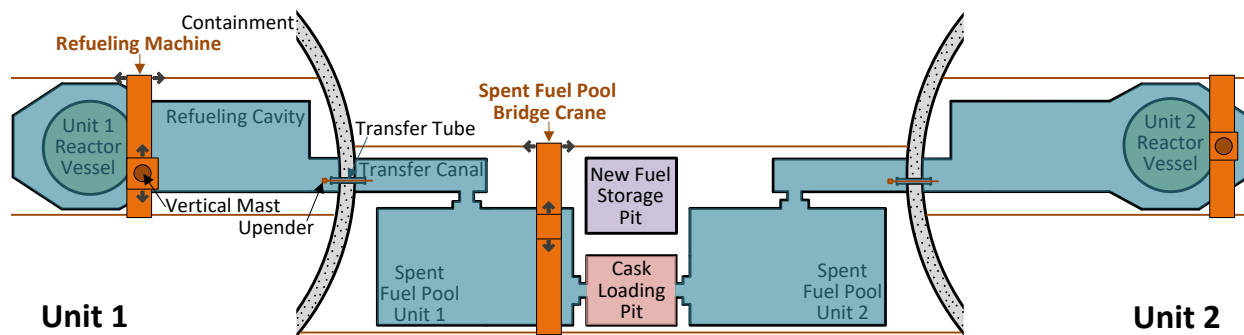 Containment
Refueling Machine
Unit 1
Reactor
Vessel
Refueling Cavity
Vertical Mast
Upender
Transfer Tube
Transfer Canal
Spent Fuel Pool
Bridge Crane
New Fuel
Storage
Pit
Spent
Fuel Pool
Unit 1
Cask
Loading
Pit
Spent
Fuel Pool
Unit 2
Unit 2
Reactor
Vessel
Unit 1
Unit 2